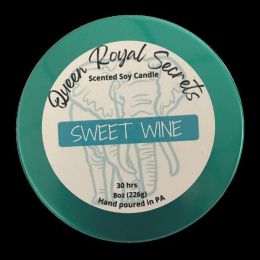 Queen Royal Secrets
Scented Soy Candle
SWEET WINE
30 hrs
8oz (226g)
Hand poured in PA